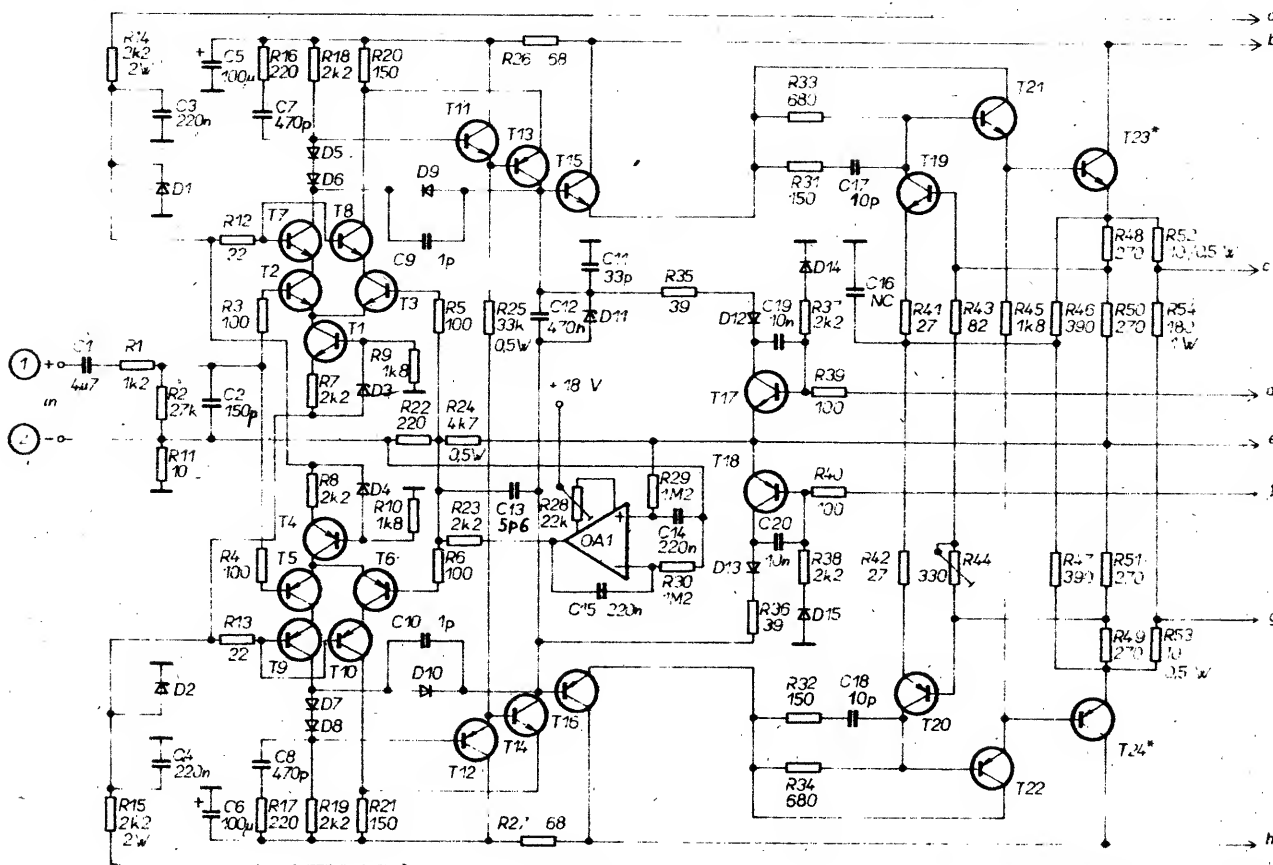 b
R14
2k2
2W
C5
100µ
R16
220
R18
2k2
R20
150
R26 68
C3
220n
C7
470p
T11
R33
680
T21
D5
T13
T23*
D1
D6
D9
T15
R31
150
C17
10p
T19
R12
22
T7
T8
C9
1p
C11
33p
R35
39
D14
C16
NC
R48
270
R52
c
T2
T3
R3
100
R5
100
R25
33k
0,5W
C12
470n
D11
D12
C19
10n
R37
2k2
R41
27
R43
82
R45
1k8
R46
390
R50
270
R54
180
1W
T1
1
+
C1
4µ7
R1
1k2
R9
1k8
in
R2
27k
C2
150p
R7
2k2
D3
+ 18 V
T17
R39
100
R22
220
R24
4k7
0,5W
2
-
e
R11
10
R8
2k2
D4
R10
1k8
R23
2k2
C13
5p6
R28
22k
R29
1M2
C14
220n
T18
R40
100
T4
OA1
C20
10n
R4
100
T5
T6
R6
100
C15
220n
R30
1M2
D13
R38
2k2
R42
27
330
R44
R47
390
R51
270
R13
22
C10
1p
R36
39
D15
g
T9
T10
R49
270
R53
10
0,5W
D2
D10
D7
D8
T16
R32
150
C18
10p
T20
T14
T12
T24*
C4
220n
C8
470p
R34
680
T22
R15
2k2
2W
C6
100µ
R17
220
R19
2k2
R21
150
68
h